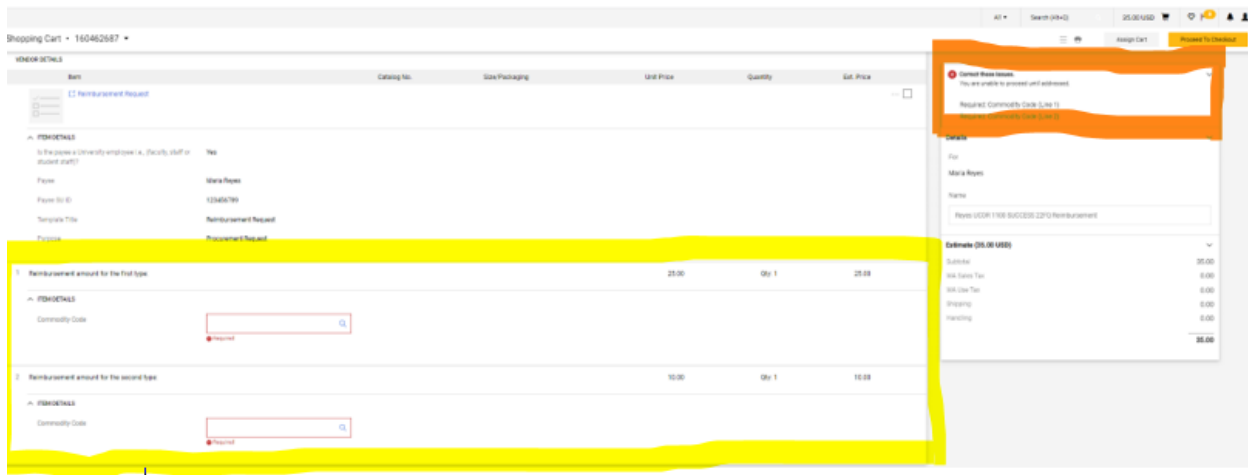 All Search (Alt+Q) 35.00 USD
Shopping Cart • 160462687
Assign Cart Proceed To Checkout
VENDOR DETAILS
Item Catalog No. Size/Packaging Unit Price Quantity Ext. Price
Reimbursement Request
ITEM DETAILS
Is the payee a University employee i.e., (faculty, staff or student staff)? Yes
Payee Maria Reyes
Payee SU ID 123456789
Template Title Reimbursement Request
Purpose Procurement Request
1 Reimbursement amount for the first type: 25.00 Qty: 1 25.00
ITEM DETAILS
Commodity Code
Required
2 Reimbursement amount for the second type: 10.00 Qty: 1 10.00
ITEM DETAILS
Commodity Code
Required
Correct these issues.
You are unable to proceed until addressed.
Required: Commodity Code (Line 1)
Required: Commodity Code (Line 2)
Details
For
Maria Reyes
Name
Reyes UCOR 1100 SUCCESS 22FQ Reimbursement
Estimate (35.00 USD)
Subtotal 35.00
WA Sales Tax 0.00
WA Use Tax 0.00
Shipping 0.00
Handling 0.00
35.00